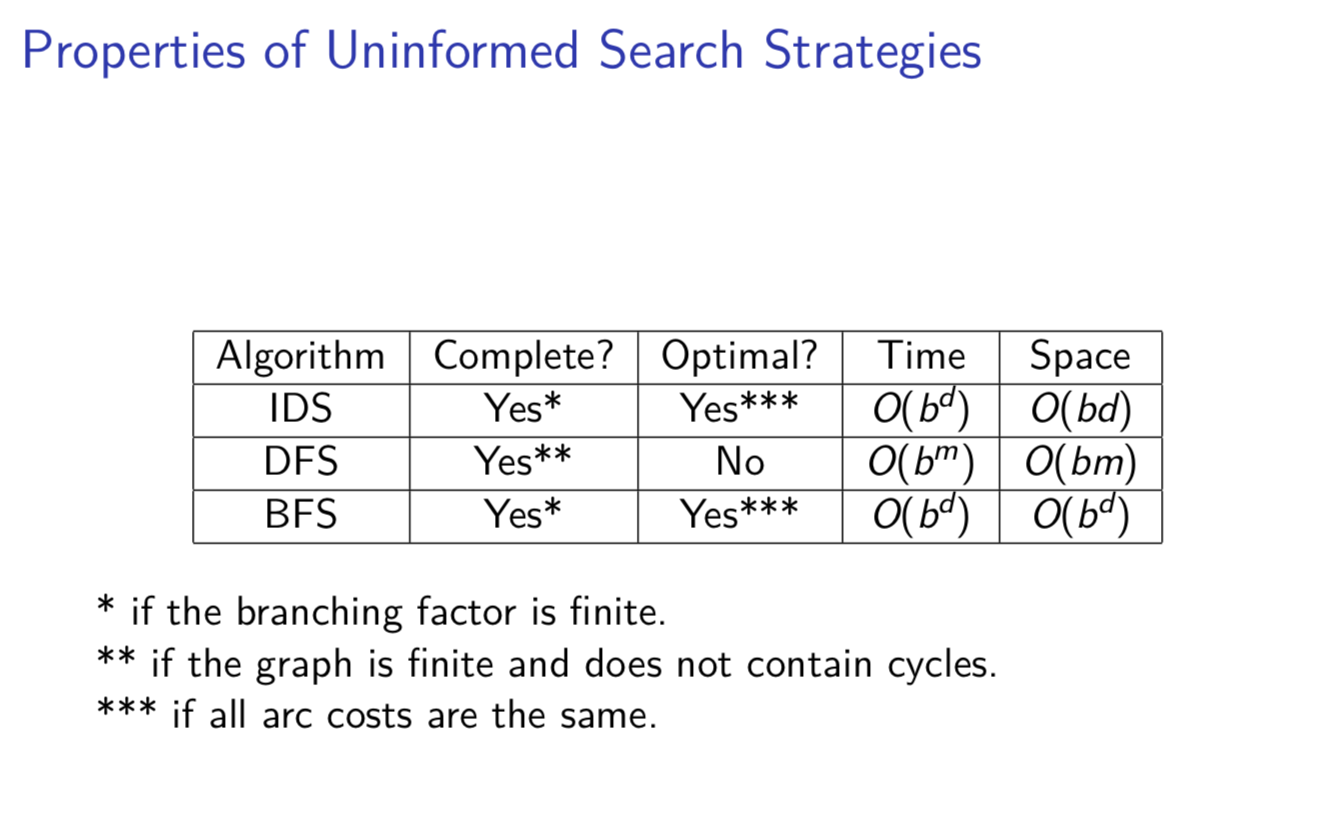 Properties of Uninformed Search Strategies
Algorithm Complete? Optimal? Time Space
IDS Yes* Yes*** O(b^d) O(bd)
DFS Yes** No O(b^m) O(bm)
BFS Yes* Yes*** O(b^d) O(b^d)
* if the branching factor is finite.
** if the graph is finite and does not contain cycles.
*** if all arc costs are the same.